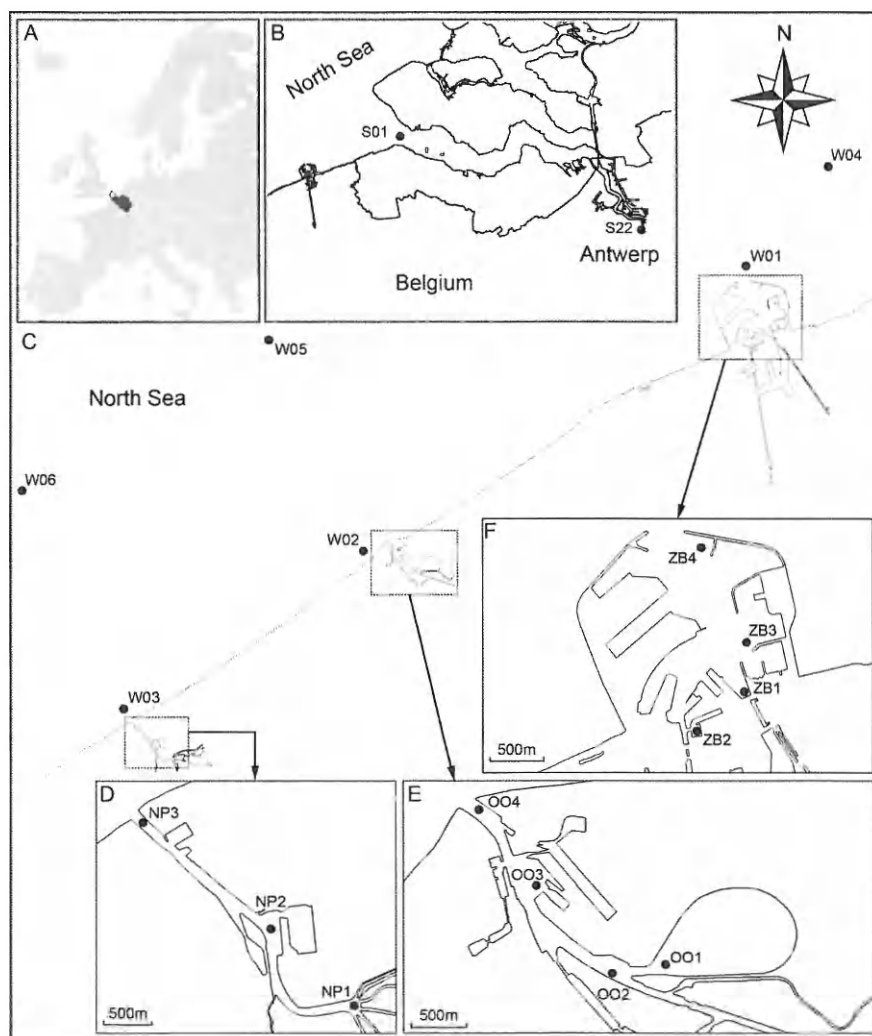 A
B
N
North Sea
S01
W04
S22
Antwerp
W01
Belgium
C
W05
North Sea
W06
F
W02
ZB4
ZB3
W03
ZB1
ZB2
500m
D
E
OO4
NP3
OO3
NP2
OO1
OO2
NP1
500m
500m